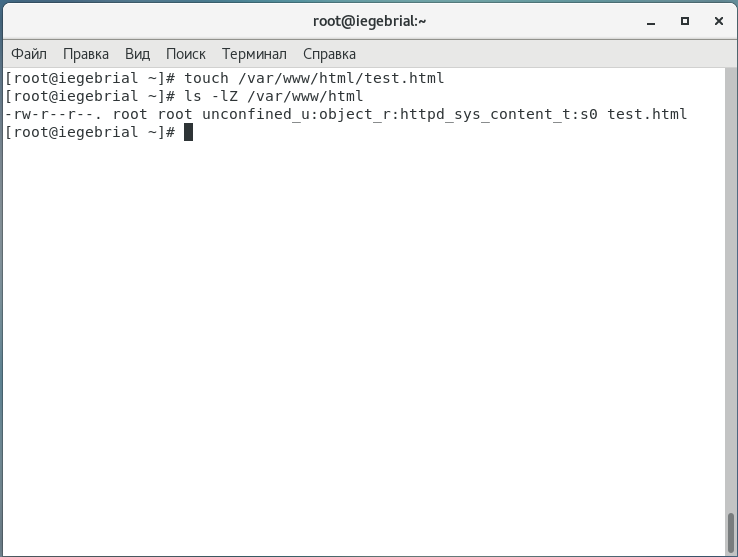 root@iegebrial:~
Файл Правка Вид Поиск Терминал Справка
[root@iegebrial ~]# touch /var/www/html/test.html
[root@iegebrial ~]# ls -lZ /var/www/html
-rw-r--r--. root root unconfined_u:object_r:httpd_sys_content_t:s0 test.html
[root@iegebrial ~]#